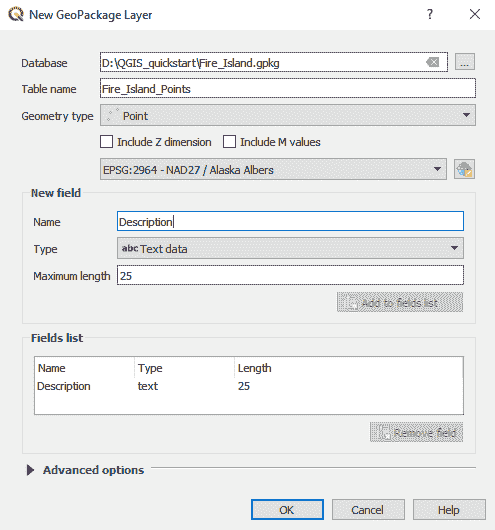 New GeoPackage Layer
Database D:\QGIS_quickstart\Fire_Island.gpkg ...
Table name Fire_Island_Points
Geometry type Point
Include Z dimension Include M values
EPSG:2964 - NAD27 / Alaska Albers
New field
Name Description
Type abc Text data
Maximum length 25
Add to fields list
Fields list
Name Type Length
Description text 25
Remove field
Advanced options
OK Cancel Help